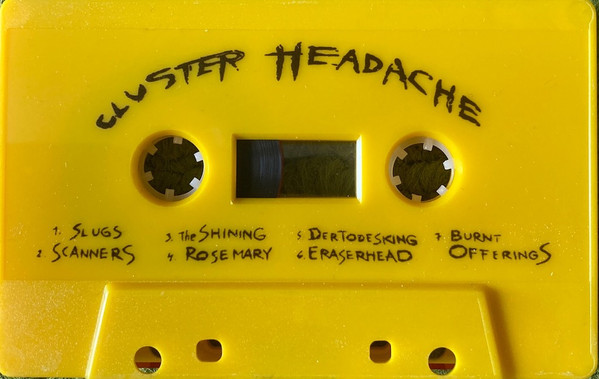 CLUSTER HEADACHE
1. SLUGS
2. SCANNERS
3. The SHINING
4. ROSEMARY
5. DERTODESKING
6. ERASERHEAD
7. BURNT
OFFERINGS